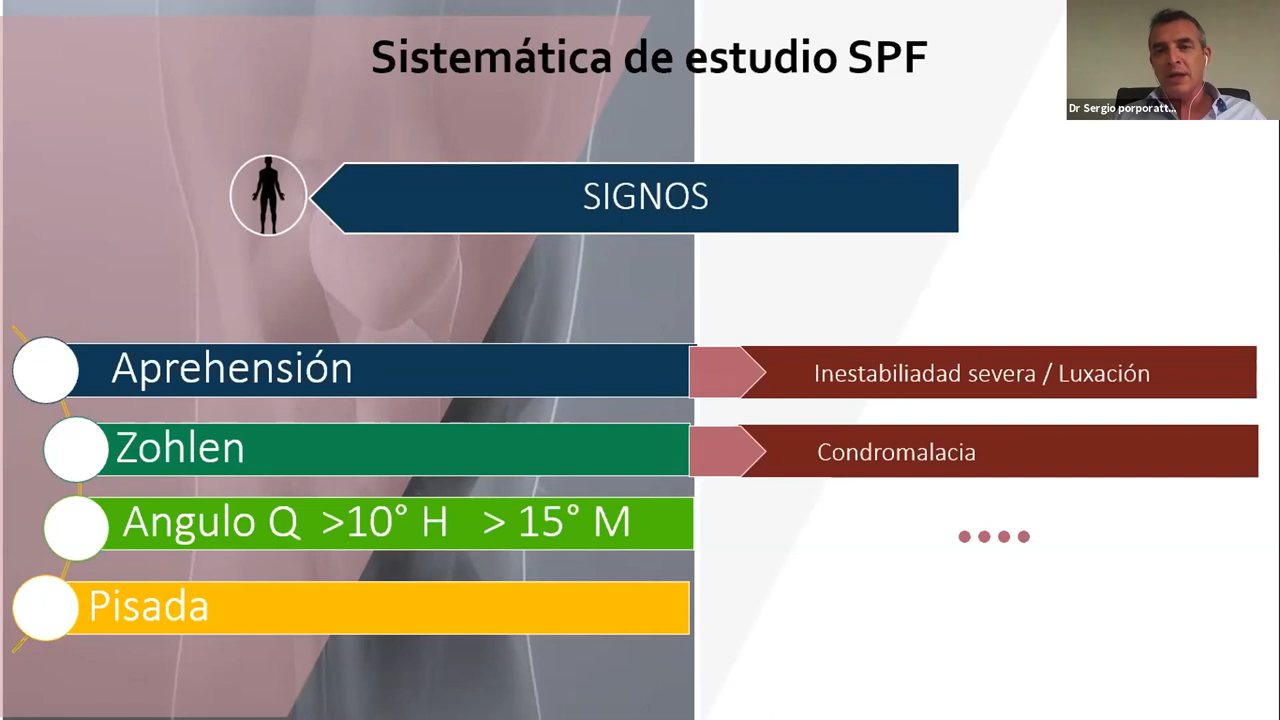 Sistemática de estudio SPF
Dr Sergio porporatt...
SIGNOS
Aprehensión
Inestabiliadad severa / Luxación
Zohlen
Condromalacia
Angulo Q >10° H > 15° M
Pisada